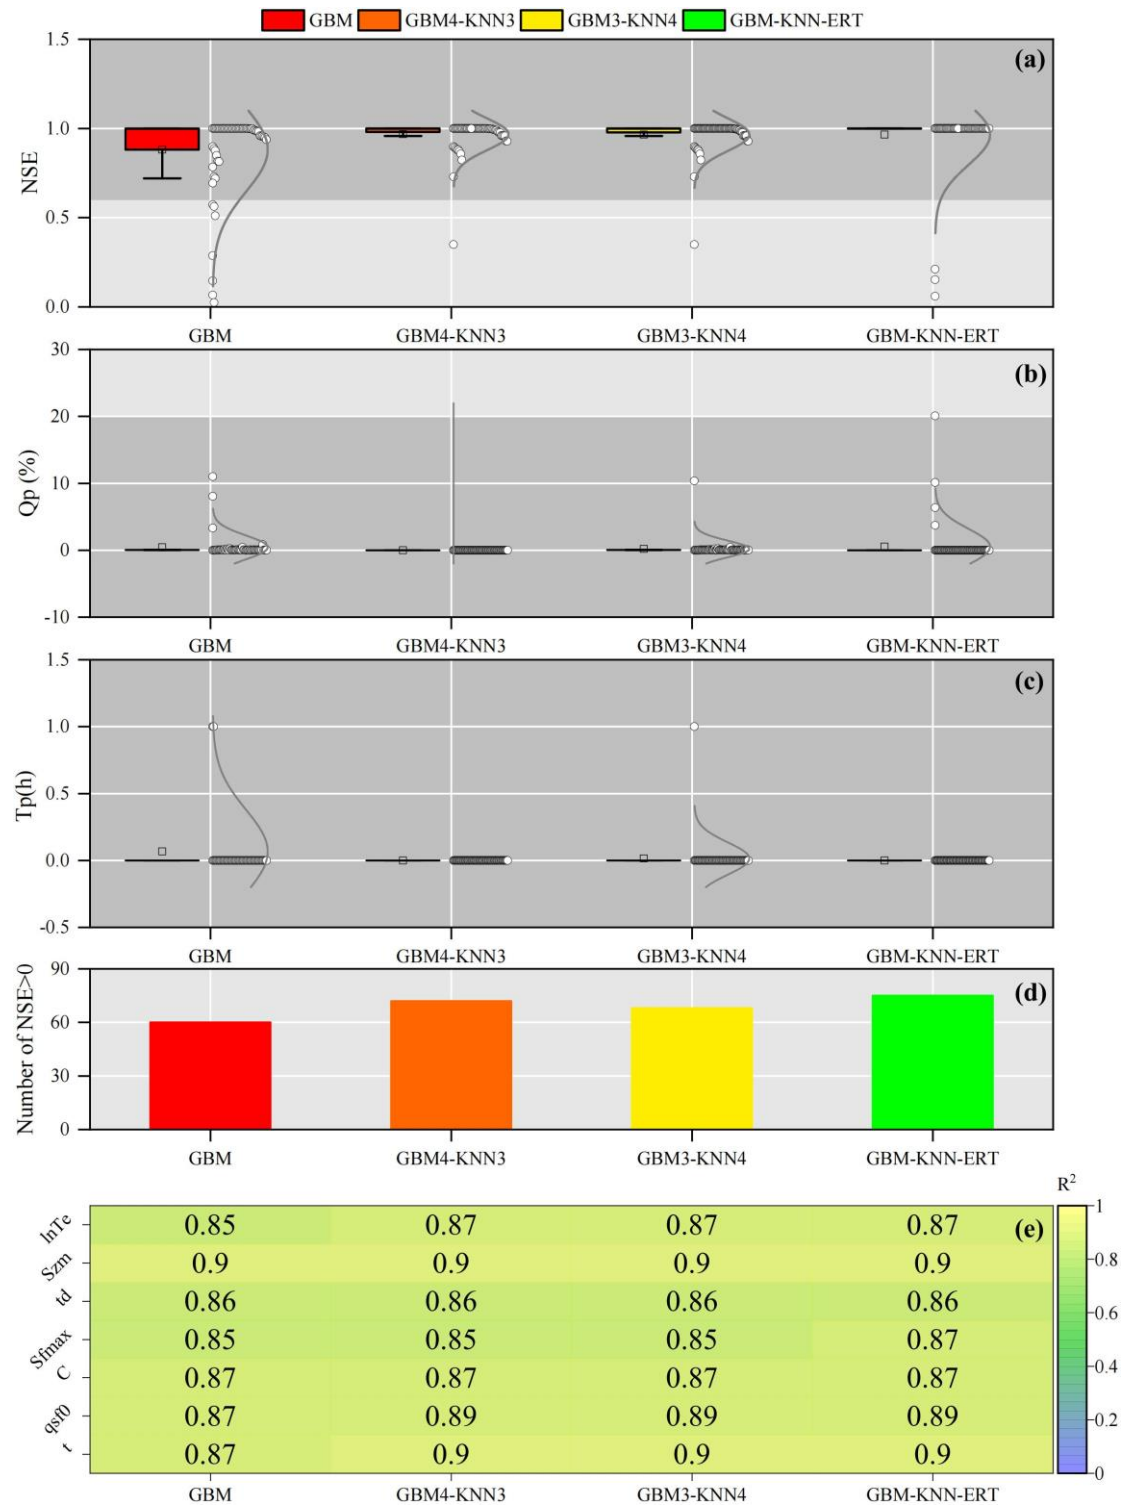 GBM GBM4-KNN3 GBM3-KNN4 GBM-KNN-ERT
(a)
NSE
1.5
1.0
0.5
0.0
GBM GBM4-KNN3 GBM3-KNN4 GBM-KNN-ERT
(b)
Qp (%)
30
20
10
0
-10
GBM GBM4-KNN3 GBM3-KNN4 GBM-KNN-ERT
(c)
Tp(h)
1.5
1.0
0.5
0.0
-0.5
GBM GBM4-KNN3 GBM3-KNN4 GBM-KNN-ERT
(d)
Number of NSE>0
90
60
30
0
GBM GBM4-KNN3 GBM3-KNN4 GBM-KNN-ERT
R²
(e)
lnTe 0.85 0.87 0.87 0.87
Szm 0.9 0.9 0.9 0.9
td 0.86 0.86 0.86 0.86
Sfmax 0.85 0.85 0.85 0.87
C 0.87 0.87 0.87 0.87
qsf0 0.87 0.89 0.89 0.89
t 0.87 0.9 0.9 0.9
1
0.8
0.6
0.4
0.2
0
GBM GBM4-KNN3 GBM3-KNN4 GBM-KNN-ERT